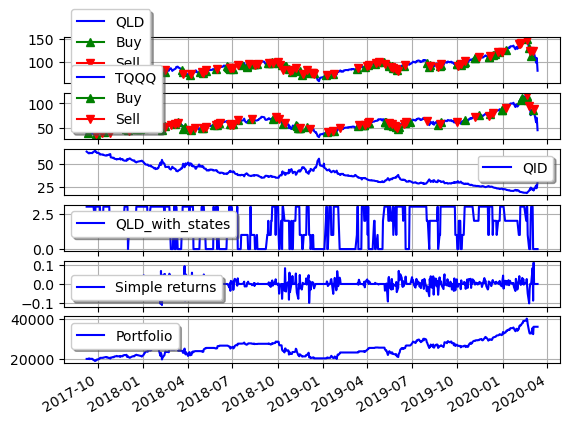 QLD
Buy
Sell
150
100
TQQQ
Buy
Sell
100
50
50
25
QID
2.5
0.0
QLD_with_states
0.1
0.0
−0.1
Simple returns
40000
20000
Portfolio
2017-10 2018-01 2018-04 2018-07 2018-10 2019-01 2019-04 2019-07 2019-10 2020-01 2020-04